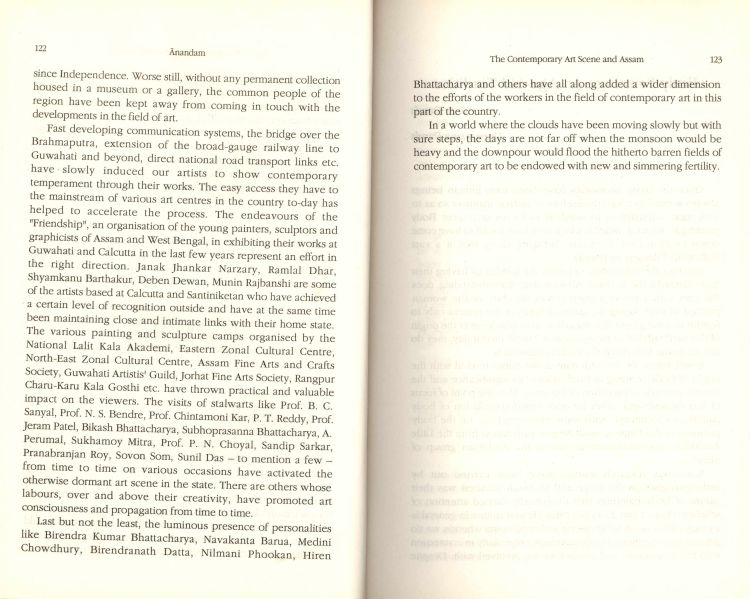 122
Ānandam
since Independence. Worse still, without any permanent collection
housed in a museum or a gallery, the common people of the
region have been kept away from coming in touch with the
developments in the field of art.
Fast developing communication systems, the bridge over the
Brahmaputra, extension of the broad-gauge railway line to
Guwahati and beyond, direct national road transport links etc.
have slowly induced our artists to show contemporary
temperament through their works. The easy access they have to
the mainstream of various art centres in the country to-day has
helped to accelerate the process. The endeavours of the
"Friendship", an organisation of the young painters, sculptors and
graphicists of Assam and West Bengal, in exhibiting their works at
Guwahati and Calcutta in the last few years represent an effort in
the right direction. Janak Jhankar Narzary, Ramlal Dhar,
Shyamkanu Barthakur, Deben Dewan, Munin Rajbanshi are some
of the artists based at Calcutta and Santiniketan who have achieved
a certain level of recognition outside and have at the same time
been maintaining close and intimate links with their home state.
The various painting and sculpture camps organised by the
National Lalit Kala Akademi, Eastern Zonal Cultural Centre,
North-East Zonal Cultural Centre, Assam Fine Arts and Crafts
Society, Guwahati Artistis' Guild, Jorhat Fine Arts Society, Rangpur
Charu-Karu Kala Gosthi etc. have thrown practical and valuable
impact on the viewers. The visits of stalwarts like Prof. B. C.
Sanyal, Prof. N. S. Bendre, Prof. Chintamoni Kar, P. T. Reddy, Prof.
Jeram Patel, Bikash Bhattacharya, Subhoprasanna Bhattacharya, A.
Perumal, Sukhamoy Mitra, Prof. P. N. Choyal, Sandip Sarkar,
Pranabranjan Roy, Sovon Som, Sunil Das – to mention a few –
from time to time on various occasions have activated the
otherwise dormant art scene in the state. There are others whose
labours, over and above their creativity, have promoted art
consciousness and propagation from time to time.
Last but not the least, the luminous presence of personalities
like Birendra Kumar Bhattacharya, Navakanta Barua, Medini
Chowdhury, Birendranath Datta, Nilmani Phookan, Hiren
The Contemporary Art Scene and Assam
123
Bhattacharya and others have all along added a wider dimension
to the efforts of the workers in the field of contemporary art in this
part of the country.
In a world where the clouds have been moving slowly but with
sure steps, the days are not far off when the monsoon would be
heavy and the downpour would flood the hitherto barren fields of
contemporary art to be endowed with new and simmering fertility.